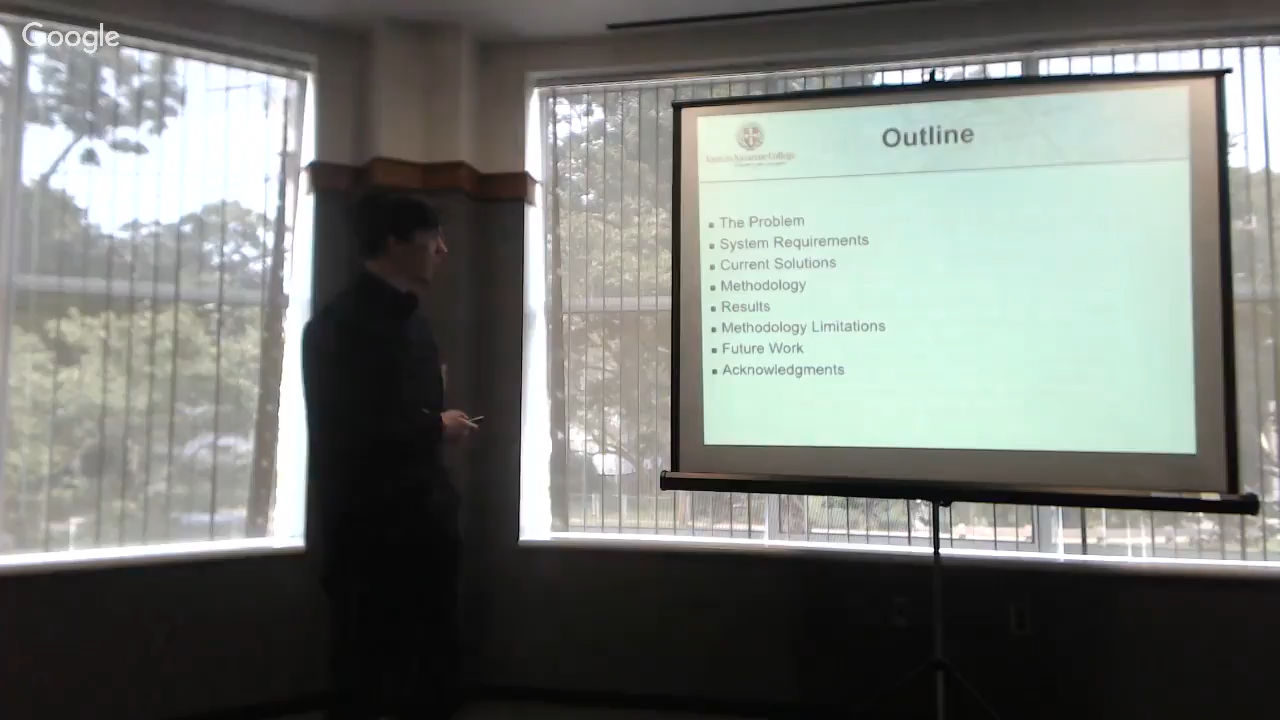 Google
Outline
The Problem
System Requirements
Current Solutions
Methodology
Results
Methodology Limitations
Future Work
Acknowledgments